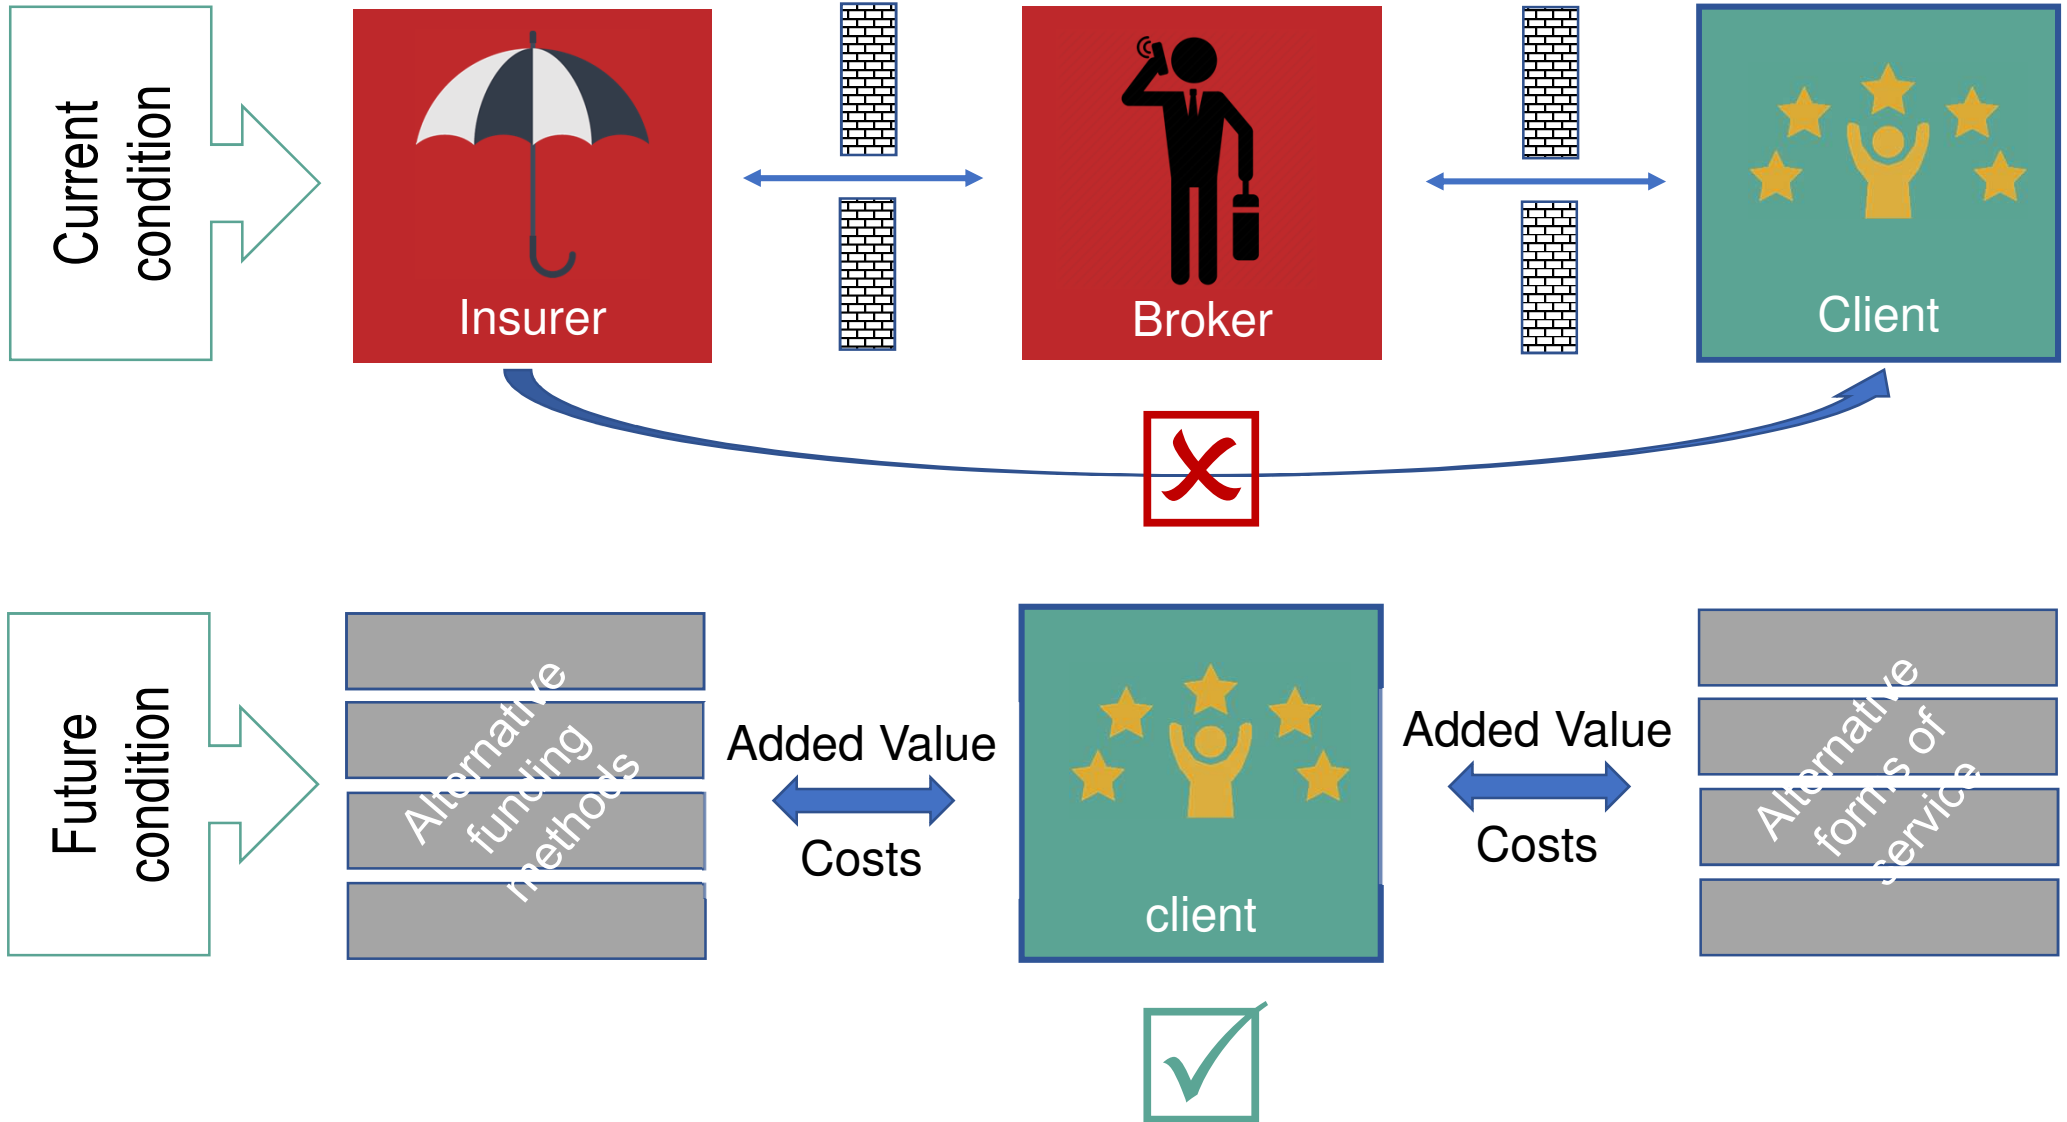 Current
condition
Insurer
Broker
Client
Future
condition
Alternative
funding
methods
Added Value
Costs
client
Added Value
Costs
Alternative
forms of
service